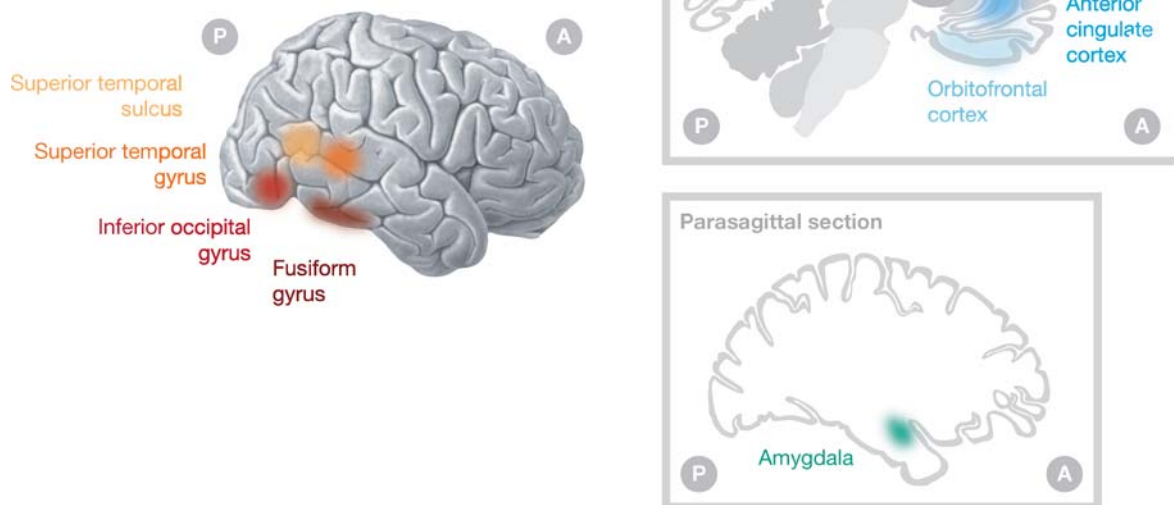 P
A
Superior temporal
sulcus
Superior temporal
gyrus
Inferior occipital
gyrus
Fusiform
gyrus
Anterior
cingulate
cortex
Orbitofrontal
cortex
P
A
Parasagittal section
Amygdala
P
A